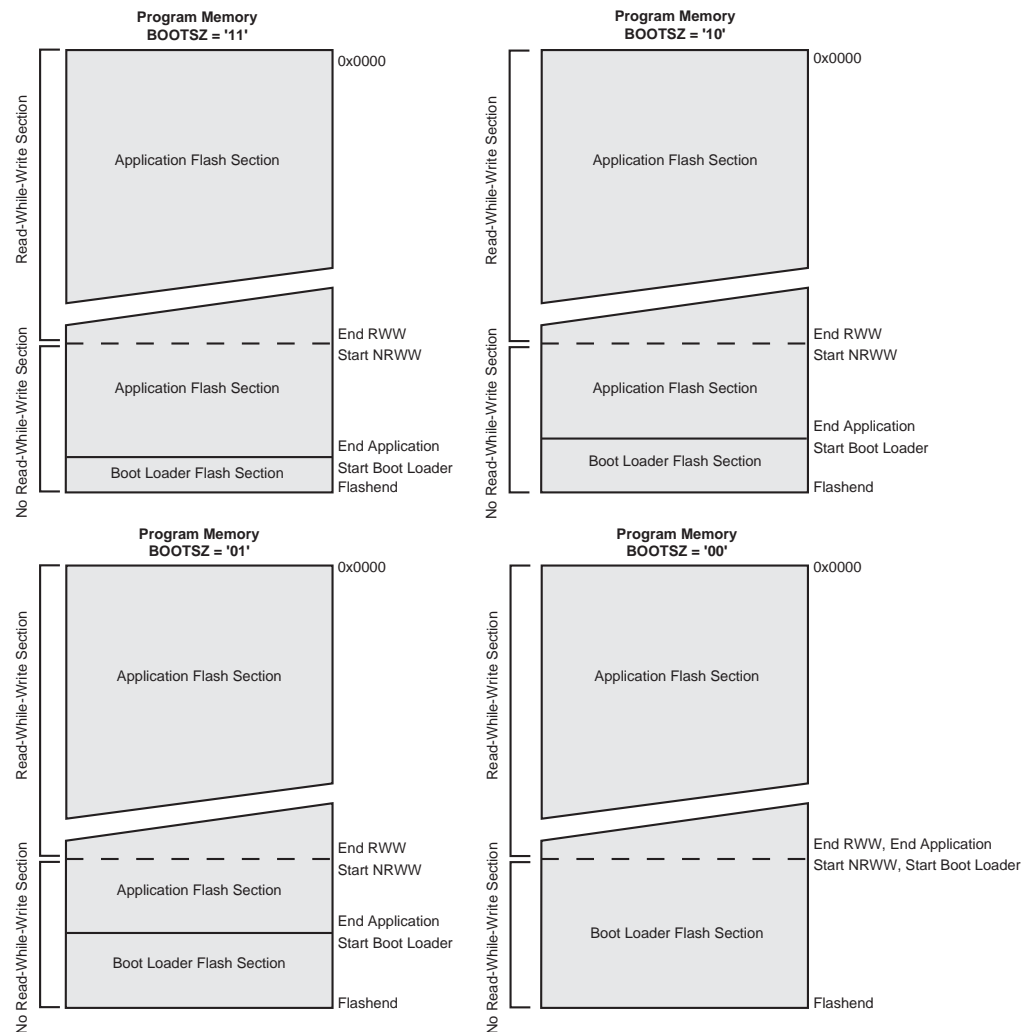 Program Memory
BOOTSZ = '11'
0x0000
Read-While-Write Section
Application Flash Section
End RWW
Start NRWW
No Read-While-Write Section
Application Flash Section
End Application
Start Boot Loader
Boot Loader Flash Section
Flashend
Program Memory
BOOTSZ = '10'
0x0000
Read-While-Write Section
Application Flash Section
End RWW
Start NRWW
No Read-While-Write Section
Application Flash Section
End Application
Start Boot Loader
Boot Loader Flash Section
Flashend
Program Memory
BOOTSZ = '01'
0x0000
Read-While-Write Section
Application Flash Section
End RWW
Start NRWW
No Read-While-Write Section
Application Flash Section
End Application
Start Boot Loader
Boot Loader Flash Section
Flashend
Program Memory
BOOTSZ = '00'
0x0000
Read-While-Write Section
Application Flash Section
End RWW, End Application
Start NRWW, Start Boot Loader
No Read-While-Write Section
Boot Loader Flash Section
Flashend